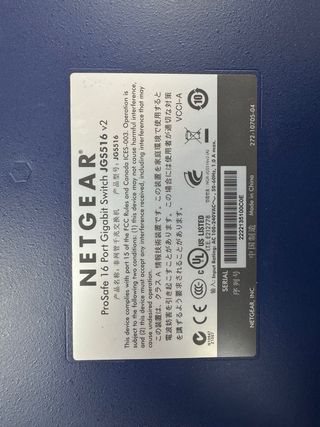 NETGEAR®
ProSafe 16 Port Gigabit Switch JGS516 v2
产品名称: 非网管千兆交换机 产品型号: JGS516
This device complies with part 15 of the FCC Rules and Canada ICES-003. Operation is
subject to the following two conditions: (1) this device may not cause harmful interference,
and (2) this device must accept any interference received, including interference that may
cause undesired operation.
この装置は、クラスA 情報技術装置です。この装置を家庭環境で使用すると
電波妨害を引き起こすことがあります。この場合には使用者が適切な対策
を講ずるよう要求されることがあります。 VCCI-A
输入 Input Rating: AC 100-240V, 50-60Hz, 1.0 A max.
LISTED
I.T.E. E212778
UL
CE
10
SERIAL
序列号
中国制造 Made in China
NETGEAR, INC.
272-10705-04